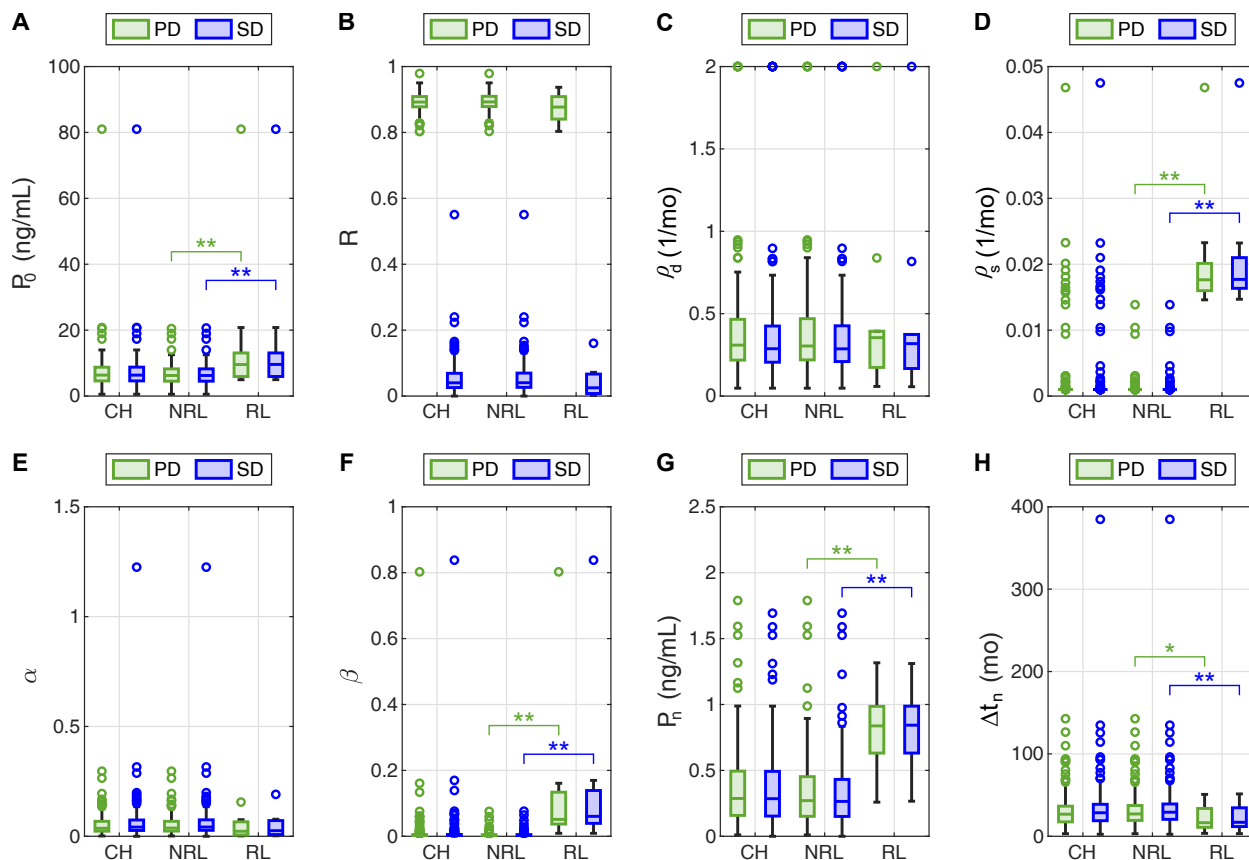 A
PD SD
P₀ (ng/mL)
100
80
60
40
20
0
**
**
CH NRL RL
B
PD SD
R
1
0.8
0.6
0.4
0.2
0
CH NRL RL
C
PD SD
ρd (1/mo)
2
1.5
1
0.5
0
CH NRL RL
D
PD SD
ρs (1/mo)
0.05
0.04
0.03
0.02
0.01
0
**
**
CH NRL RL
E
PD SD
α
1.5
1
0.5
0
CH NRL RL
F
PD SD
β
1
0.8
0.6
0.4
0.2
0
**
**
CH NRL RL
G
PD SD
Pn (ng/mL)
2.5
2
1.5
1
0.5
0
**
**
CH NRL RL
H
PD SD
Δtn (mo)
400
300
200
100
0
*
**
CH NRL RL